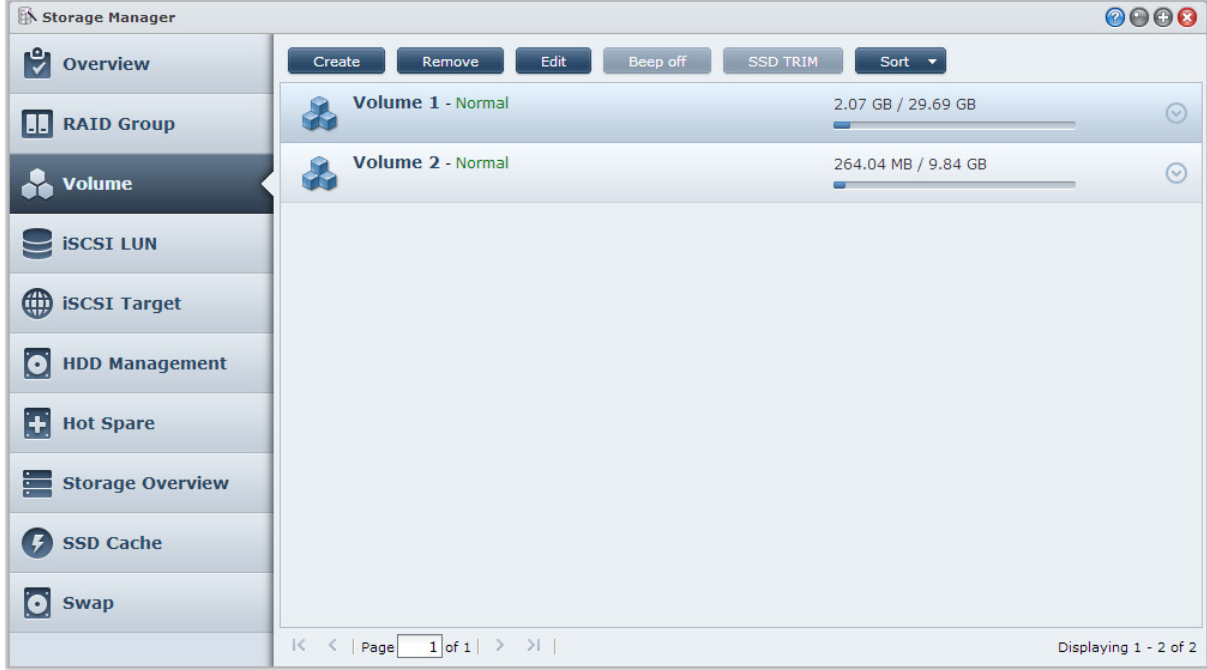 Storage Manager
Overview
RAID Group
Volume
iSCSI LUN
iSCSI Target
HDD Management
Hot Spare
Storage Overview
SSD Cache
Swap
Create Remove Edit Beep off SSD TRIM Sort
Volume 1 - Normal 2.07 GB / 29.69 GB
Volume 2 - Normal 264.04 MB / 9.84 GB
Page 1 of 1 Displaying 1 - 2 of 2